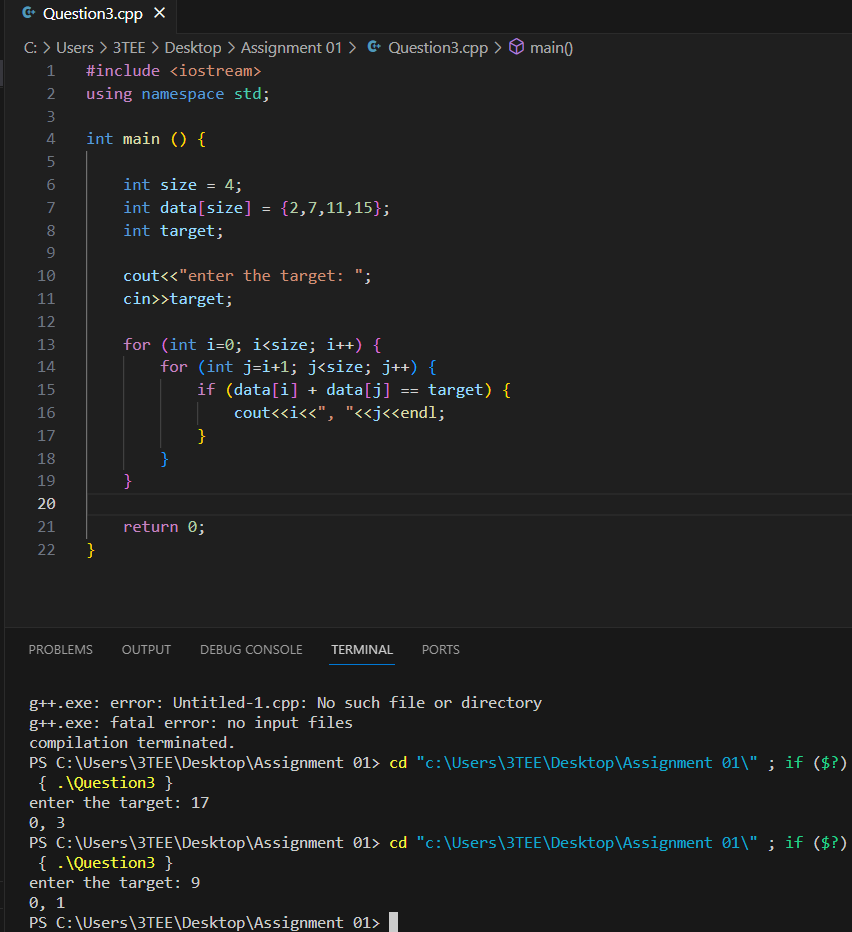 Question3.cpp ×
C: > Users > 3TEE > Desktop > Assignment 01 > Question3.cpp > main()
1 #include <iostream>
2 using namespace std;
3
4 int main () {
5
6     int size = 4;
7     int data[size] = {2,7,11,15};
8     int target;
9
10     cout<<"enter the target: ";
11     cin>>target;
12
13     for (int i=0; i<size; i++) {
14         for (int j=i+1; j<size; j++) {
15             if (data[i] + data[j] == target) {
16                 cout<<i<<", "<<j<<endl;
17             }
18         }
19     }
20
21     return 0;
22 }
PROBLEMS OUTPUT DEBUG CONSOLE TERMINAL PORTS
g++.exe: error: Untitled-1.cpp: No such file or directory
g++.exe: fatal error: no input files
compilation terminated.
PS C:\Users\3TEE\Desktop\Assignment 01> cd "c:\Users\3TEE\Desktop\Assignment 01\" ; if ($?)
 { .\Question3 }
enter the target: 17
0, 3
PS C:\Users\3TEE\Desktop\Assignment 01> cd "c:\Users\3TEE\Desktop\Assignment 01\" ; if ($?)
 { .\Question3 }
enter the target: 9
0, 1
PS C:\Users\3TEE\Desktop\Assignment 01>